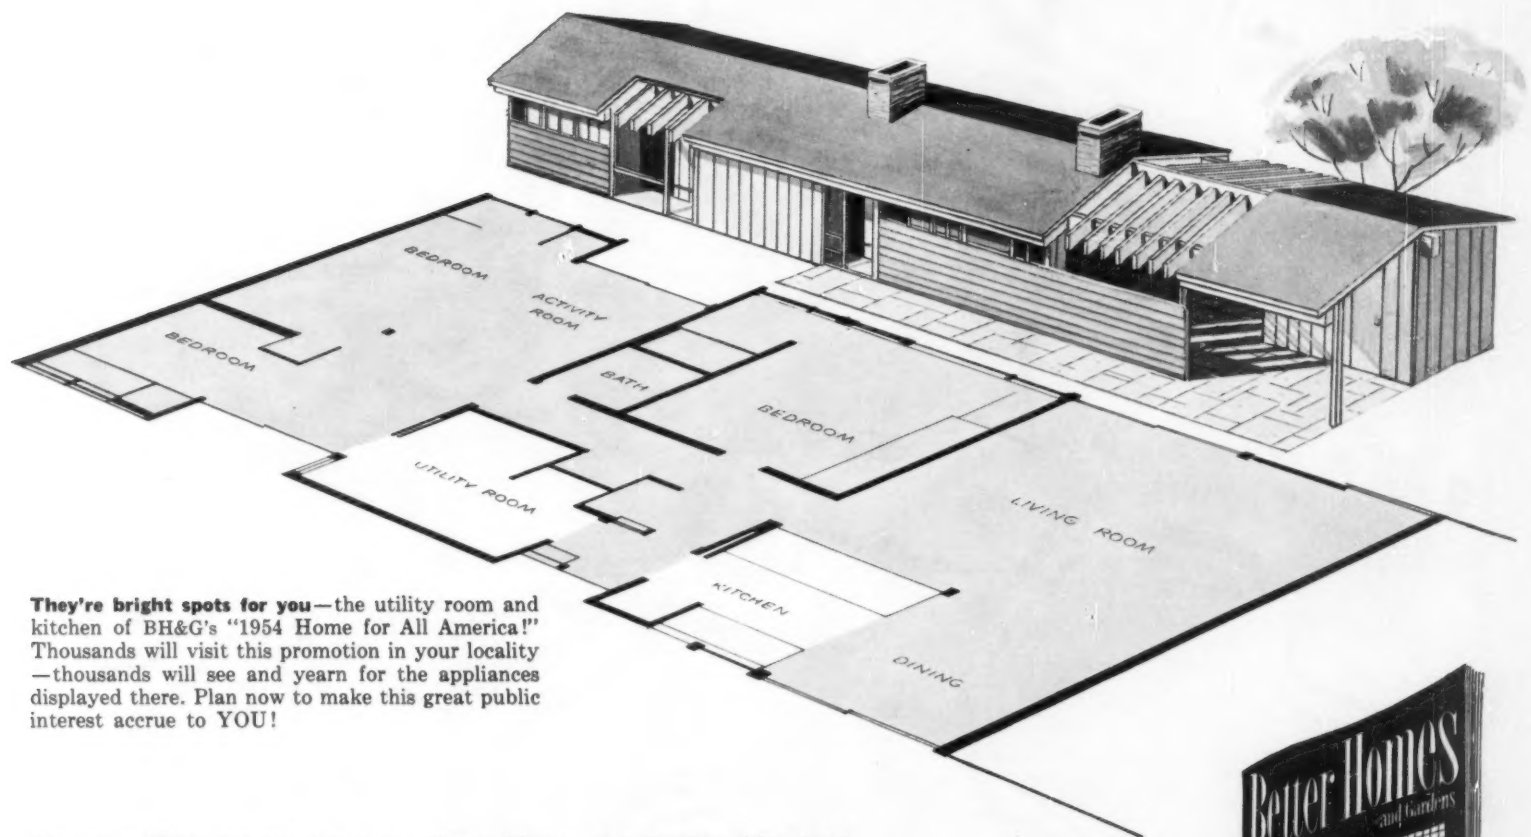 BEDROOM
ACTIVITY
ROOM
BEDROOM
BATH
BEDROOM
UTILITY ROOM
LIVING ROOM
KITCHEN
DINING
They're bright spots for you—the utility room and
kitchen of BH&G's “1954 Home for All America!”
Thousands will visit this promotion in your locality
—thousands will see and yearn for the appliances
displayed there. Plan now to make this great public
interest accrue to YOU!
Better Homes
and Gardens